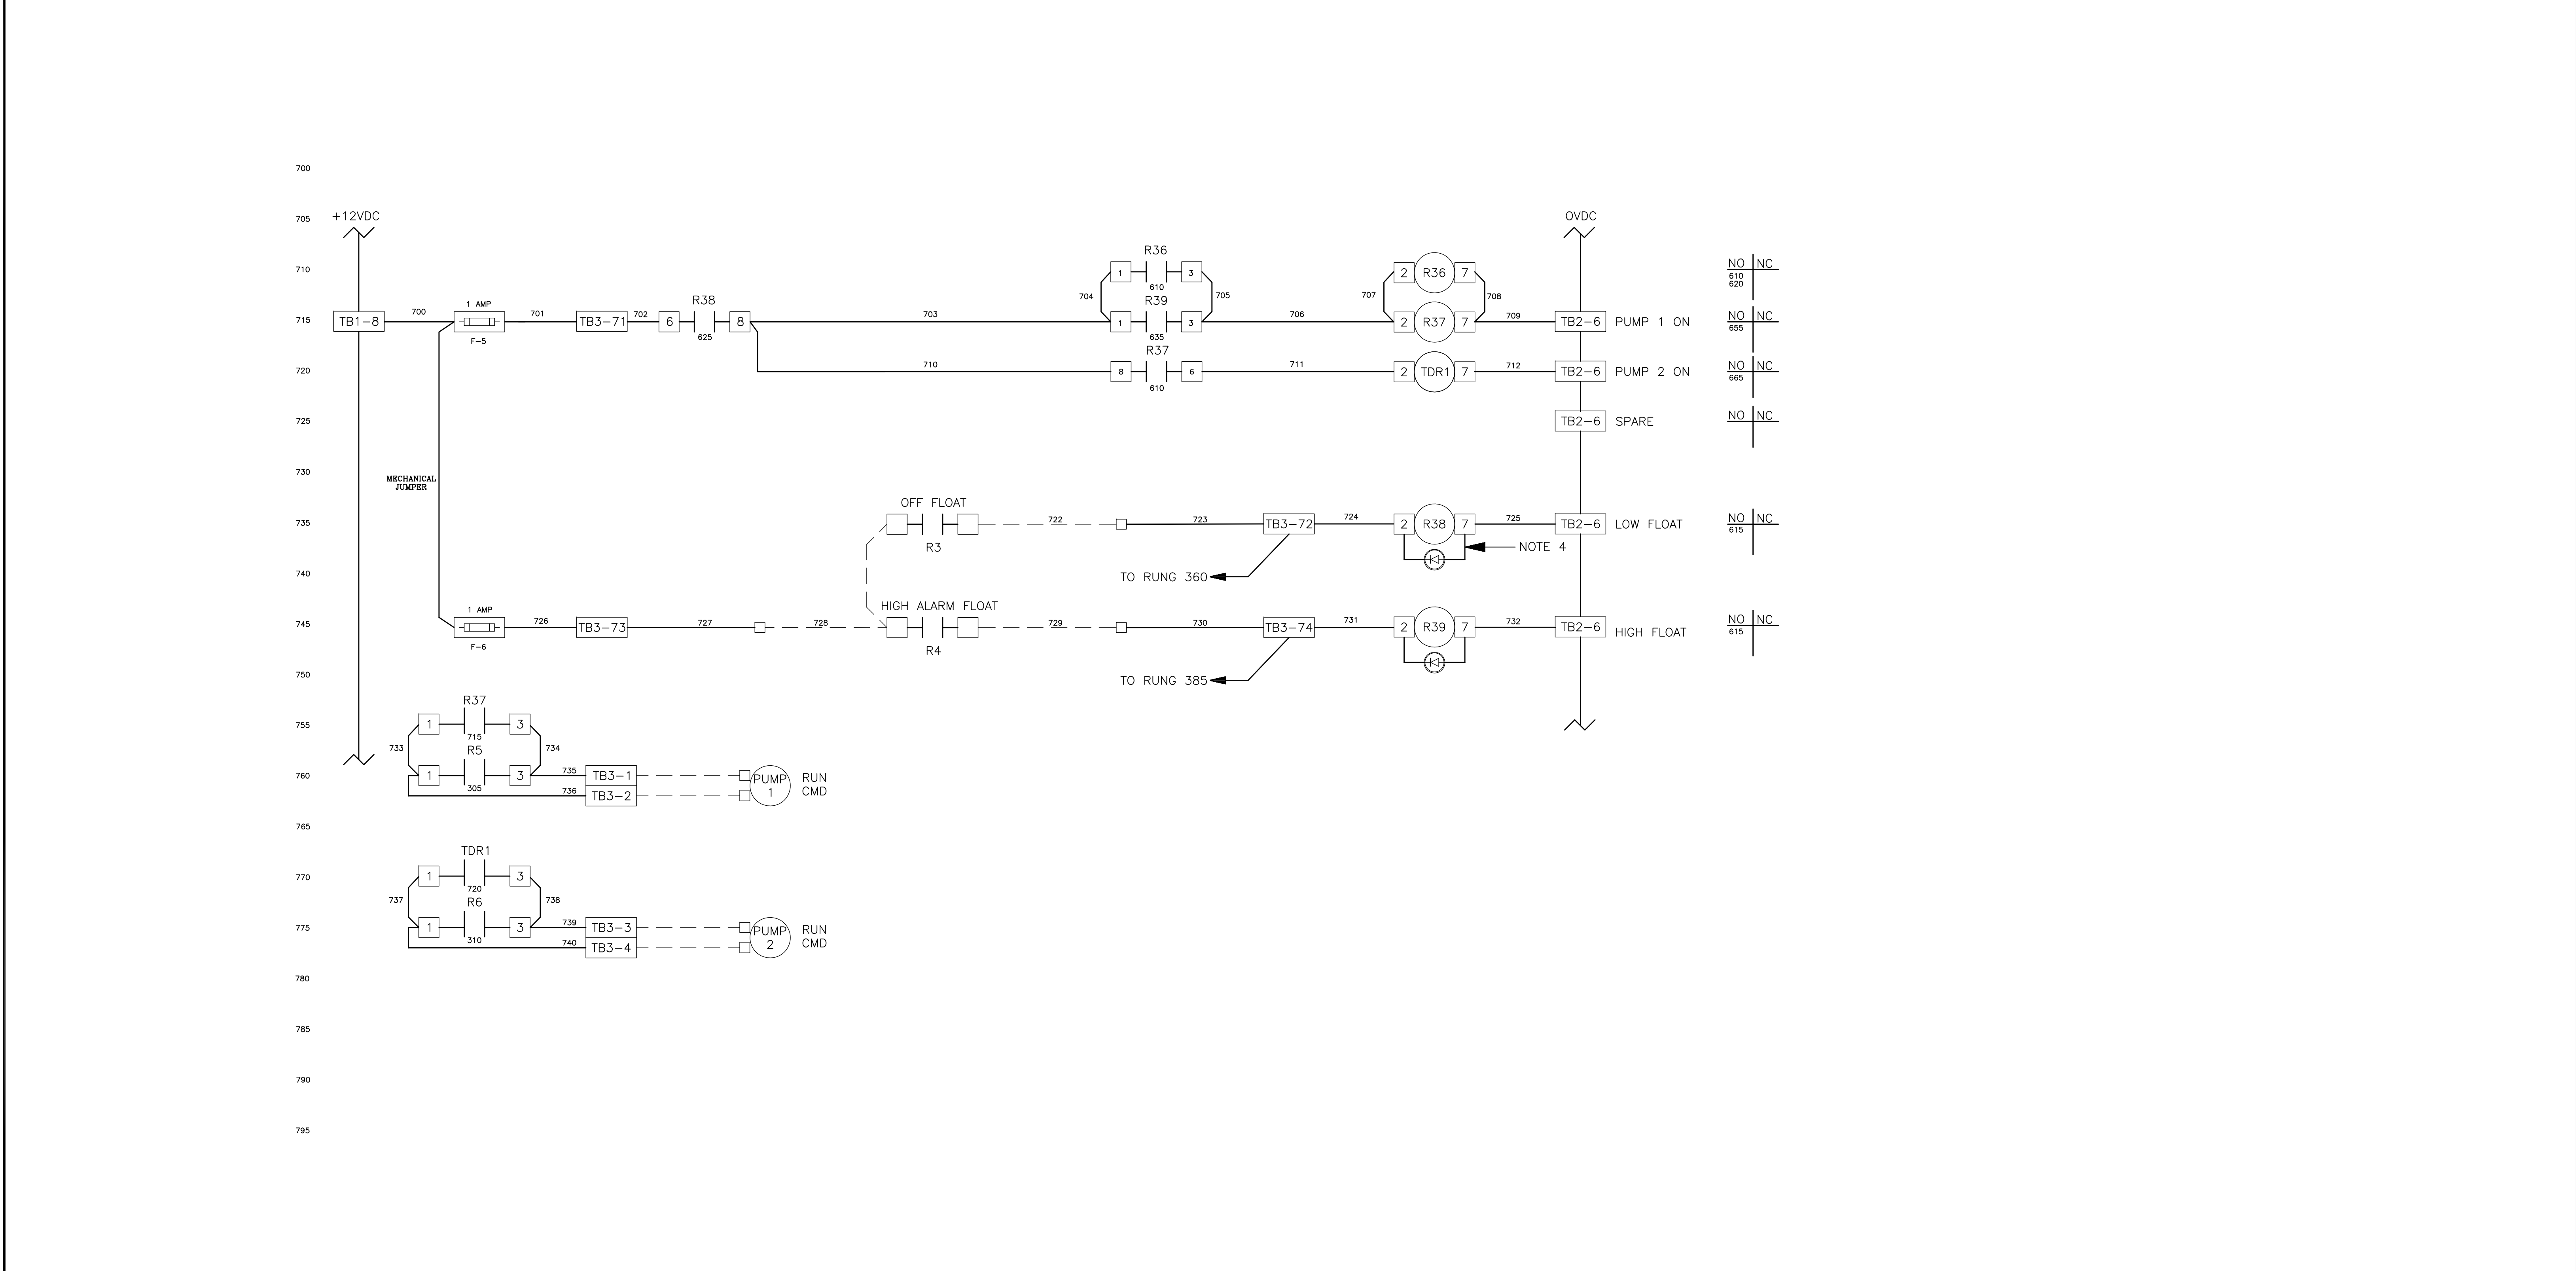 700
705 +12VDC 0VDC
R36
710 1 3 2 R36 7 NO NC
610
610
620
1 AMP R38 704 R39 705 707 708
715 TB1-8 700 701 TB3-71 702 6 8 703 1 3 706 2 R37 7 709 TB2-6 PUMP 1 ON NO NC
F-5 625 635 655
R37
720 710 8 6 711 2 TDR1 7 712 TB2-6 PUMP 2 ON NO NC
610 665
725 TB2-6 SPARE NO NC
730
MECHANICAL
JUMPER
OFF FLOAT
735 722 723 TB3-72 724 2 R38 7 725 TB2-6 LOW FLOAT NO NC
615
R3 NOTE 4
740 TO RUNG 360
1 AMP HIGH ALARM FLOAT
745 726 TB3-73 727 728 729 730 TB3-74 731 2 R39 7 732 TB2-6 HIGH FLOAT NO NC
615
F-6 R4
750 TO RUNG 385
R37
755 1 3
715
733 R5 734
760 1 3 735 TB3-1 PUMP
1 RUN
CMD
305 736 TB3-2
765
TDR1
770 1 3
720
737 R6 738
775 1 3 739 TB3-3 PUMP
2 RUN
CMD
310 740 TB3-4
780
785
790
795